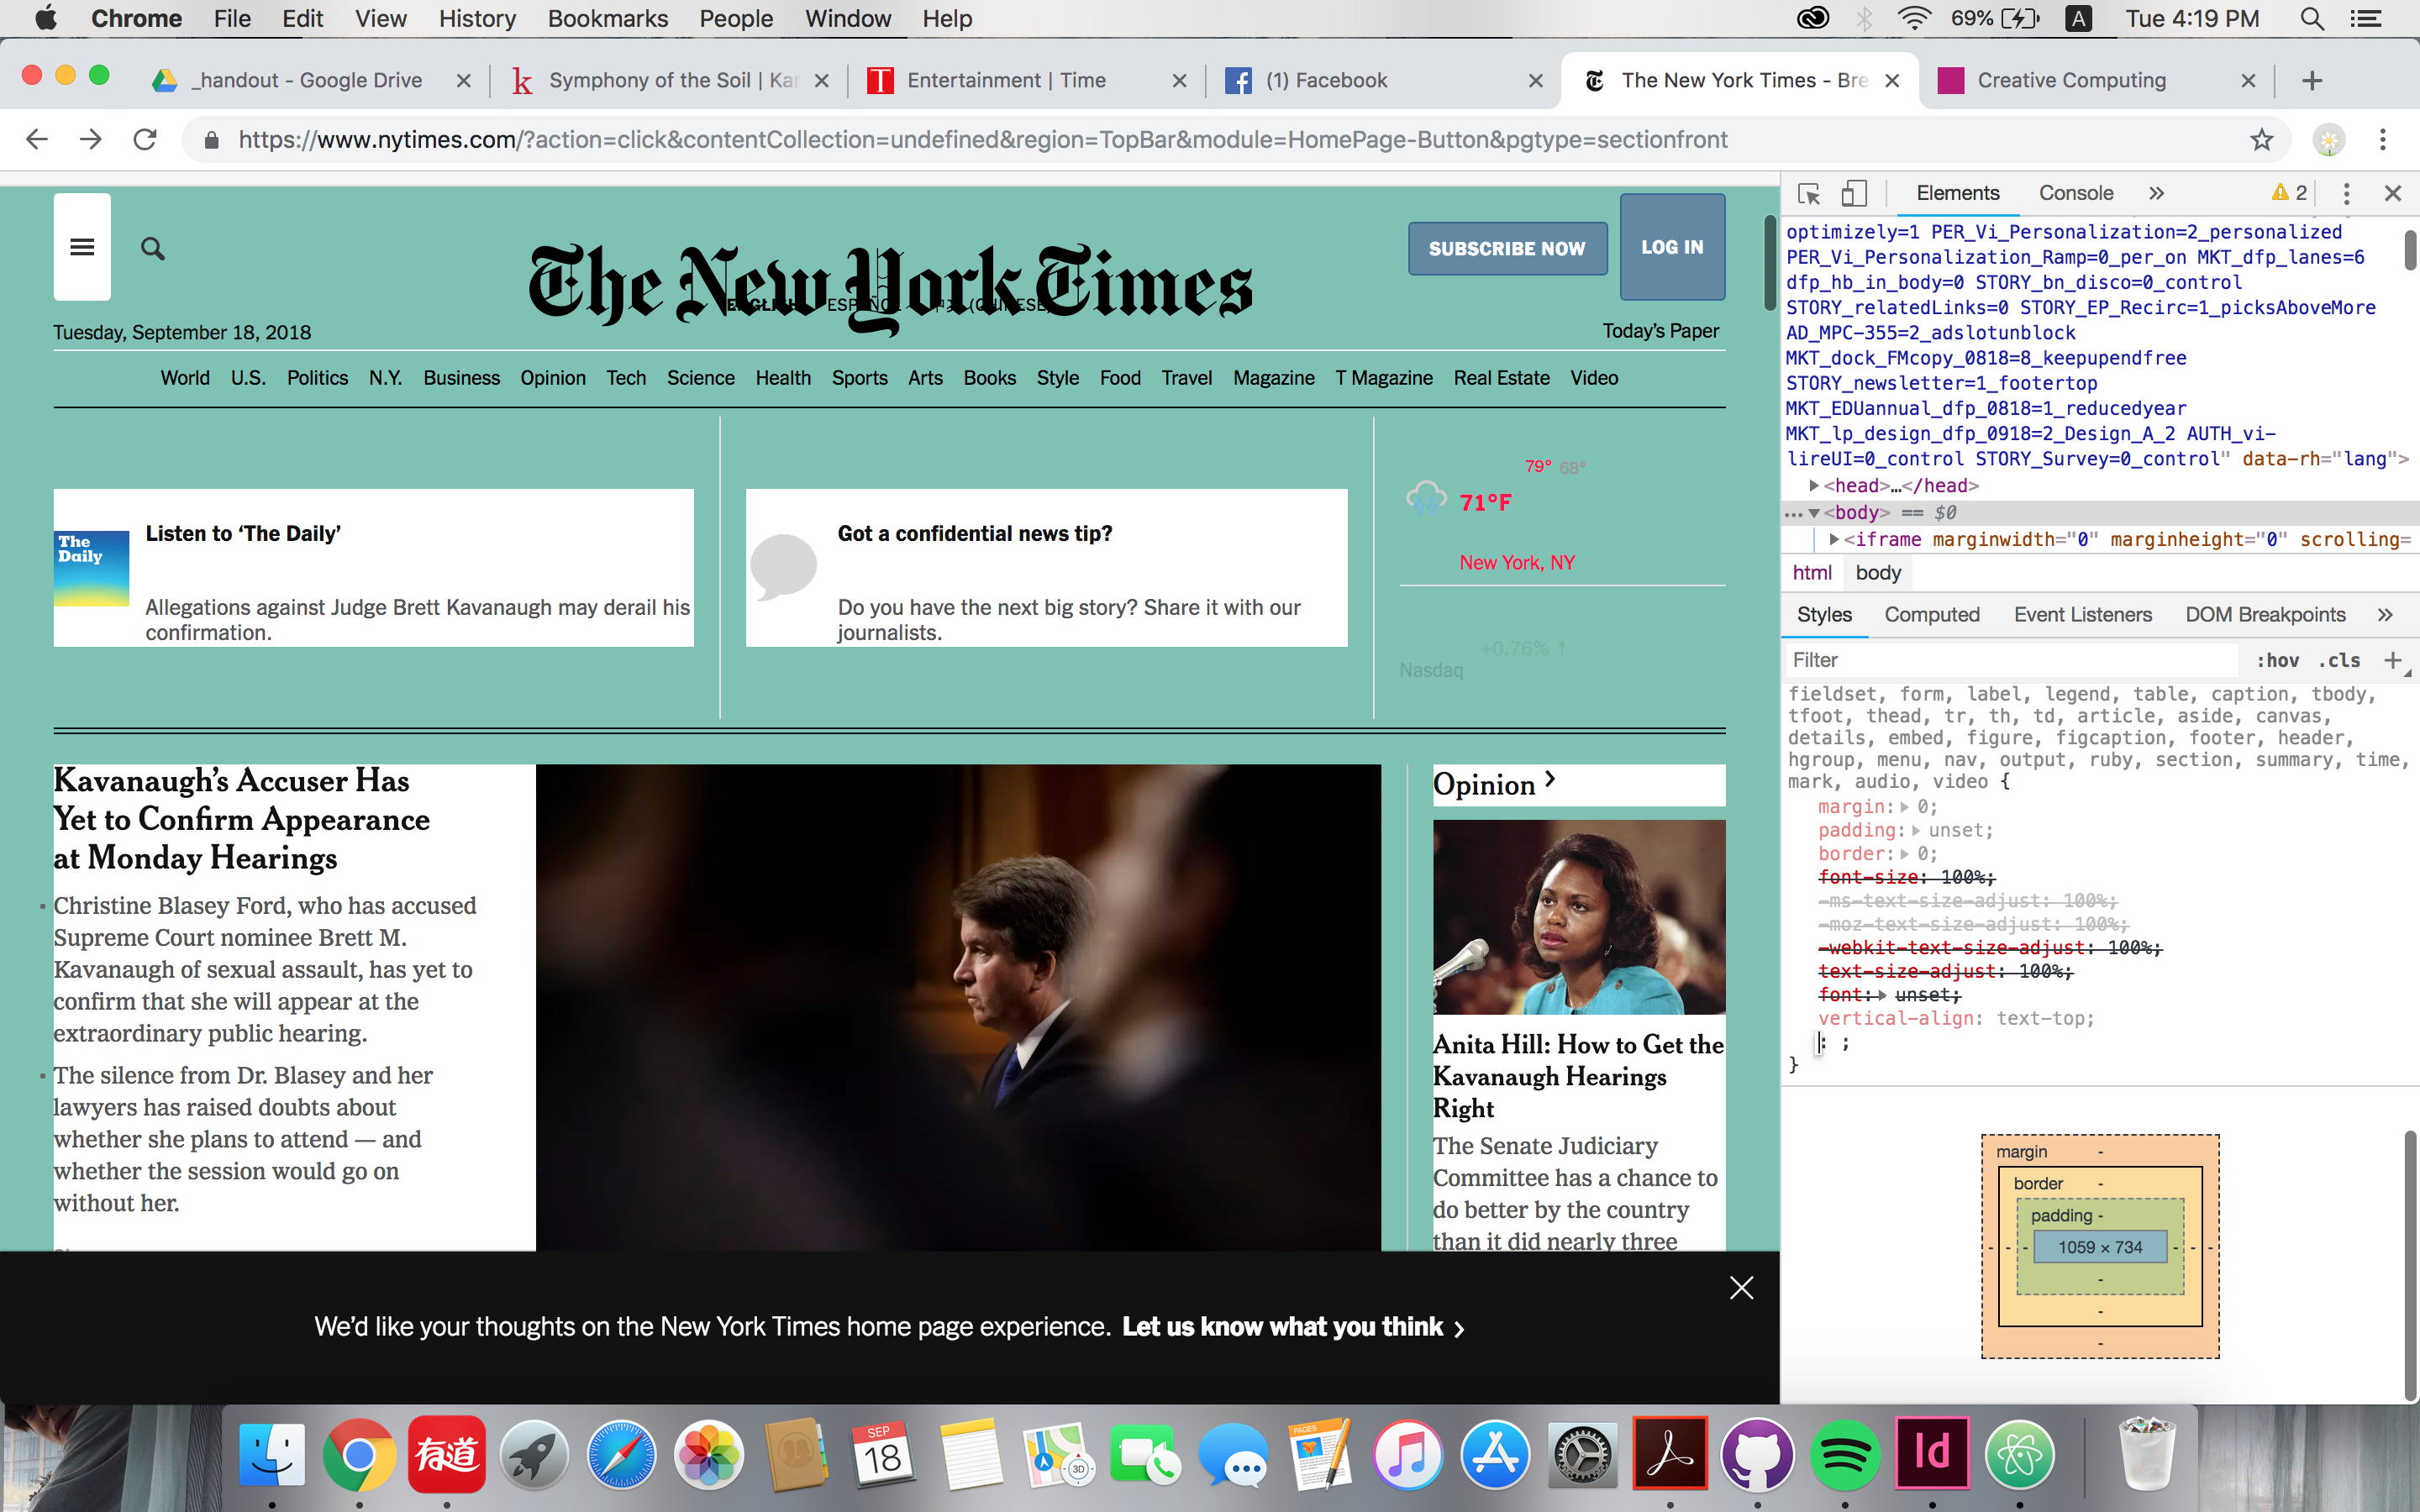 Chrome File Edit View History Bookmarks People Window Help 69% A Tue 4:19 PM
_handout - Google Drive
Symphony of the Soil | Kar
Entertainment | Time
(1) Facebook
The New York Times - Bre
Creative Computing
https://www.nytimes.com/?action=click&contentCollection=undefined&region=TopBar&module=HomePage-Button&pgtype=sectionfront
SUBSCRIBE NOW
LOG IN
The New York Times
ENGLISH ESPAÑOL (CHINESE)
Tuesday, September 18, 2018
Today's Paper
World U.S. Politics N.Y. Business Opinion Tech Science Health Sports Arts Books Style Food Travel Magazine T Magazine Real Estate Video
The
Daily
Listen to ‘The Daily’
Allegations against Judge Brett Kavanaugh may derail his
confirmation.
Got a confidential news tip?
Do you have the next big story? Share it with our
journalists.
79° 68°
71°F
New York, NY
+0.76% ↑
Nasdaq
Kavanaugh’s Accuser Has
Yet to Confirm Appearance
at Monday Hearings
• Christine Blasey Ford, who has accused
Supreme Court nominee Brett M.
Kavanaugh of sexual assault, has yet to
confirm that she will appear at the
extraordinary public hearing.
• The silence from Dr. Blasey and her
lawyers has raised doubts about
whether she plans to attend — and
whether the session would go on
without her.
Opinion >
Anita Hill: How to Get the
Kavanaugh Hearings
Right
The Senate Judiciary
Committee has a chance to
do better by the country
than it did nearly three
We’d like your thoughts on the New York Times home page experience. Let us know what you think >
Elements Console » 2
optimizely=1 PER_Vi_Personalization=2_personalized
PER_Vi_Personalization_Ramp=0_per_on MKT_dfp_lanes=6
dfp_hb_in_body=0 STORY_bn_disco=0_control
STORY_relatedLinks=0 STORY_EP_Recirc=1_picksAboveMore
AD_MPC-355=2_adslotunblock
MKT_dock_FMcopy_0818=8_keepupendfree
STORY_newsletter=1_footertop
MKT_EDUannual_dfp_0818=1_reducedyear
MKT_lp_design_dfp_0918=2_Design_A_2 AUTH_vi-
lireUI=0_control STORY_Survey=0_control" data-rh="lang">
<head>…</head>
… <body> == $0
<iframe marginwidth="0" marginheight="0" scrolling=
html body
Styles Computed Event Listeners DOM Breakpoints »
Filter :hov .cls +
fieldset, form, label, legend, table, caption, tbody,
tfoot, thead, tr, th, td, article, aside, canvas,
details, embed, figure, figcaption, footer, header,
hgroup, menu, nav, output, ruby, section, summary, time,
mark, audio, video {
margin: 0;
padding: unset;
border: 0;
font-size: 100%;
-ms-text-size-adjust: 100%;
-moz-text-size-adjust: 100%;
-webkit-text-size-adjust: 100%;
text-size-adjust: 100%;
font: unset;
vertical-align: text-top;
: ;
}
margin -
border -
padding -
- - - 1059 × 734 - - -
-
-
-
有道
SEP
18
3D
PAGES
Id